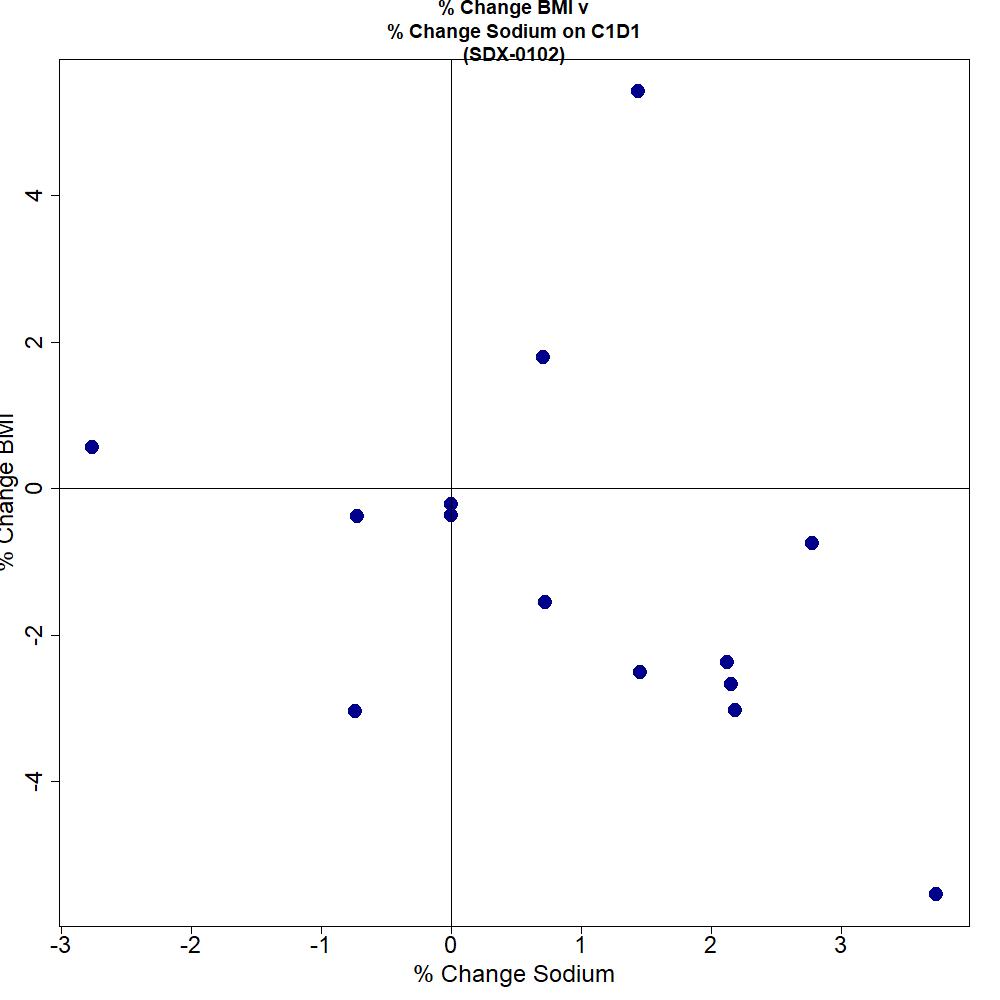 % Change BMI v
% Change Sodium on C1D1
(SDX-0102)
4
2
0
-2
-4
% Change BMI
-3 -2 -1 0 1 2 3
% Change Sodium